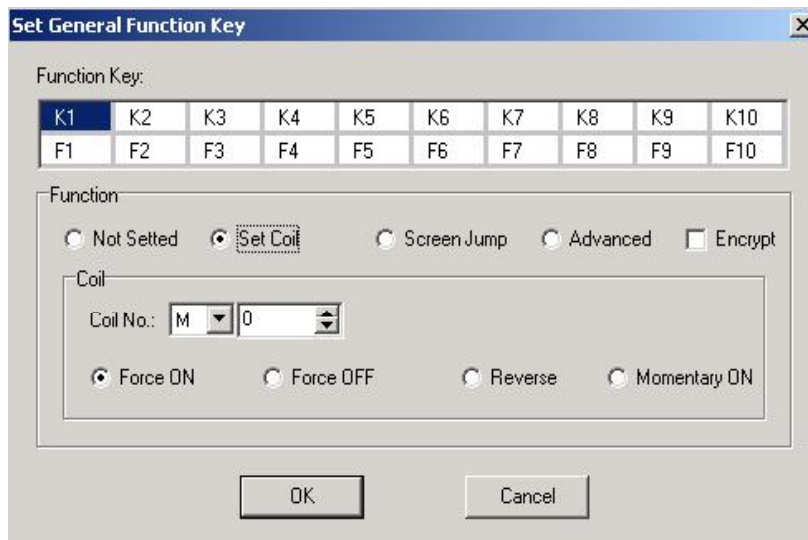 Set General Function Key
Function Key:
K1 K2 K3 K4 K5 K6 K7 K8 K9 K10
F1 F2 F3 F4 F5 F6 F7 F8 F9 F10
Function
Not Setted Set Coil Screen Jump Advanced Encrypt
Coil
Coil No.: M 0
Force ON Force OFF Reverse Momentary ON
OK Cancel